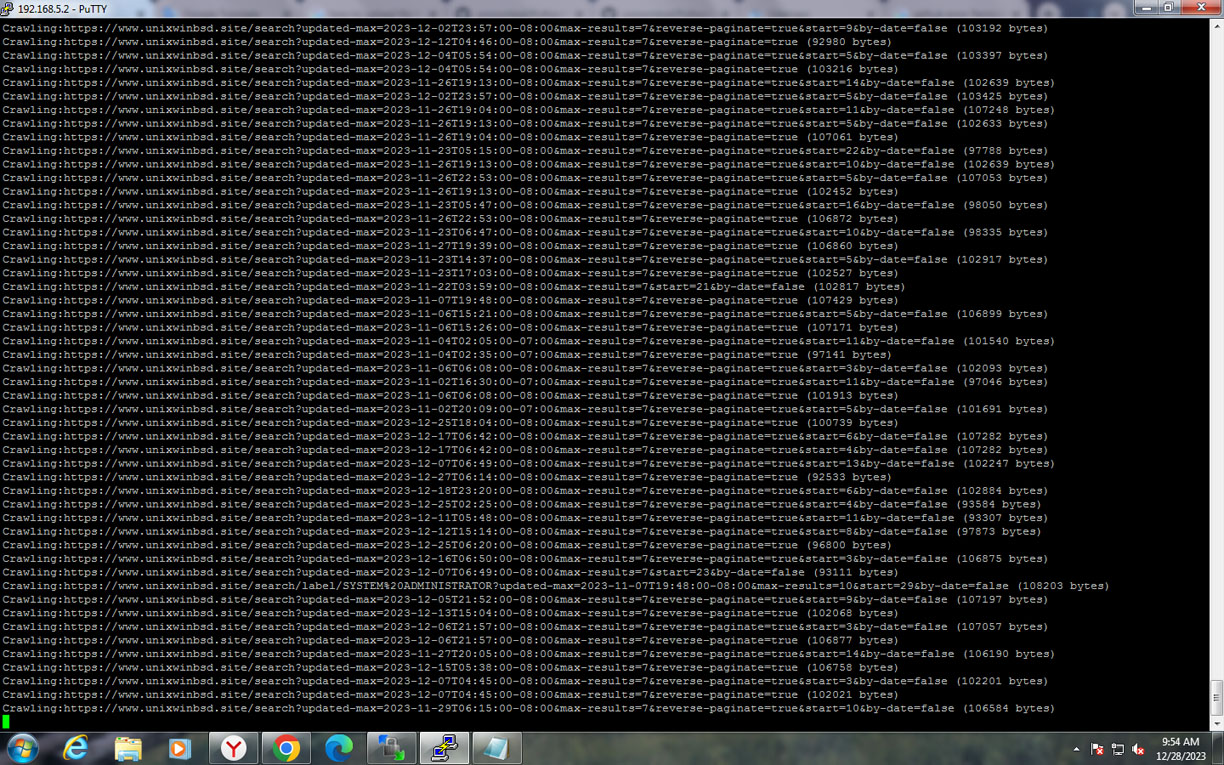 192.168.5.2 - PuTTY
Crawling:https://www.unixwinbsd.site/search?updated-max=2023-12-02T23:57:00-08:00&max-results=7&reverse-paginate=true&start=9&by-date=false (103192 bytes)
Crawling:https://www.unixwinbsd.site/search?updated-max=2023-12-12T04:46:00-08:00&max-results=7&reverse-paginate=true (92980 bytes)
Crawling:https://www.unixwinbsd.site/search?updated-max=2023-12-04T05:54:00-08:00&max-results=7&reverse-paginate=true&start=5&by-date=false (103397 bytes)
Crawling:https://www.unixwinbsd.site/search?updated-max=2023-12-04T05:54:00-08:00&max-results=7&reverse-paginate=true (103216 bytes)
Crawling:https://www.unixwinbsd.site/search?updated-max=2023-11-26T19:13:00-08:00&max-results=7&reverse-paginate=true&start=14&by-date=false (102639 bytes)
Crawling:https://www.unixwinbsd.site/search?updated-max=2023-12-02T23:57:00-08:00&max-results=7&reverse-paginate=true&start=5&by-date=false (103425 bytes)
Crawling:https://www.unixwinbsd.site/search?updated-max=2023-11-26T19:04:00-08:00&max-results=7&reverse-paginate=true&start=11&by-date=false (107248 bytes)
Crawling:https://www.unixwinbsd.site/search?updated-max=2023-11-26T19:13:00-08:00&max-results=7&reverse-paginate=true&start=5&by-date=false (102633 bytes)
Crawling:https://www.unixwinbsd.site/search?updated-max=2023-11-26T19:04:00-08:00&max-results=7&reverse-paginate=true (107061 bytes)
Crawling:https://www.unixwinbsd.site/search?updated-max=2023-11-23T05:15:00-08:00&max-results=7&reverse-paginate=true&start=22&by-date=false (97788 bytes)
Crawling:https://www.unixwinbsd.site/search?updated-max=2023-11-26T19:13:00-08:00&max-results=7&reverse-paginate=true&start=10&by-date=false (102639 bytes)
Crawling:https://www.unixwinbsd.site/search?updated-max=2023-11-26T22:53:00-08:00&max-results=7&reverse-paginate=true&start=5&by-date=false (107053 bytes)
Crawling:https://www.unixwinbsd.site/search?updated-max=2023-11-26T19:13:00-08:00&max-results=7&reverse-paginate=true (102452 bytes)
Crawling:https://www.unixwinbsd.site/search?updated-max=2023-11-23T05:47:00-08:00&max-results=7&reverse-paginate=true&start=16&by-date=false (98050 bytes)
Crawling:https://www.unixwinbsd.site/search?updated-max=2023-11-26T22:53:00-08:00&max-results=7&reverse-paginate=true (106872 bytes)
Crawling:https://www.unixwinbsd.site/search?updated-max=2023-11-23T06:47:00-08:00&max-results=7&reverse-paginate=true&start=10&by-date=false (98335 bytes)
Crawling:https://www.unixwinbsd.site/search?updated-max=2023-11-27T19:39:00-08:00&max-results=7&reverse-paginate=true (106860 bytes)
Crawling:https://www.unixwinbsd.site/search?updated-max=2023-11-23T14:37:00-08:00&max-results=7&reverse-paginate=true&start=5&by-date=false (102917 bytes)
Crawling:https://www.unixwinbsd.site/search?updated-max=2023-11-23T17:03:00-08:00&max-results=7&reverse-paginate=true (102527 bytes)
Crawling:https://www.unixwinbsd.site/search?updated-max=2023-11-22T03:59:00-08:00&max-results=7&start=21&by-date=false (102817 bytes)
Crawling:https://www.unixwinbsd.site/search?updated-max=2023-11-07T19:48:00-08:00&max-results=7&reverse-paginate=true (107429 bytes)
Crawling:https://www.unixwinbsd.site/search?updated-max=2023-11-06T15:21:00-08:00&max-results=7&reverse-paginate=true&start=5&by-date=false (106899 bytes)
Crawling:https://www.unixwinbsd.site/search?updated-max=2023-11-06T15:26:00-08:00&max-results=7&reverse-paginate=true (107171 bytes)
Crawling:https://www.unixwinbsd.site/search?updated-max=2023-11-04T02:05:00-07:00&max-results=7&reverse-paginate=true&start=11&by-date=false (101540 bytes)
Crawling:https://www.unixwinbsd.site/search?updated-max=2023-11-04T02:35:00-07:00&max-results=7&reverse-paginate=true (97141 bytes)
Crawling:https://www.unixwinbsd.site/search?updated-max=2023-11-06T06:08:00-08:00&max-results=7&reverse-paginate=true&start=3&by-date=false (102093 bytes)
Crawling:https://www.unixwinbsd.site/search?updated-max=2023-11-02T16:30:00-07:00&max-results=7&reverse-paginate=true&start=11&by-date=false (97046 bytes)
Crawling:https://www.unixwinbsd.site/search?updated-max=2023-11-06T06:08:00-08:00&max-results=7&reverse-paginate=true (101913 bytes)
Crawling:https://www.unixwinbsd.site/search?updated-max=2023-11-02T20:09:00-07:00&max-results=7&reverse-paginate=true&start=5&by-date=false (101691 bytes)
Crawling:https://www.unixwinbsd.site/search?updated-max=2023-12-25T18:04:00-08:00&max-results=7&reverse-paginate=true (100739 bytes)
Crawling:https://www.unixwinbsd.site/search?updated-max=2023-12-17T06:42:00-08:00&max-results=7&reverse-paginate=true&start=6&by-date=false (107282 bytes)
Crawling:https://www.unixwinbsd.site/search?updated-max=2023-12-17T06:42:00-08:00&max-results=7&reverse-paginate=true&start=4&by-date=false (107282 bytes)
Crawling:https://www.unixwinbsd.site/search?updated-max=2023-12-07T06:49:00-08:00&max-results=7&reverse-paginate=true&start=13&by-date=false (102247 bytes)
Crawling:https://www.unixwinbsd.site/search?updated-max=2023-12-27T06:14:00-08:00&max-results=7&reverse-paginate=true (92533 bytes)
Crawling:https://www.unixwinbsd.site/search?updated-max=2023-12-18T23:20:00-08:00&max-results=7&reverse-paginate=true&start=6&by-date=false (102884 bytes)
Crawling:https://www.unixwinbsd.site/search?updated-max=2023-12-25T02:25:00-08:00&max-results=7&reverse-paginate=true&start=4&by-date=false (93584 bytes)
Crawling:https://www.unixwinbsd.site/search?updated-max=2023-12-11T05:48:00-08:00&max-results=7&reverse-paginate=true&start=11&by-date=false (93307 bytes)
Crawling:https://www.unixwinbsd.site/search?updated-max=2023-12-12T15:14:00-08:00&max-results=7&reverse-paginate=true&start=8&by-date=false (97873 bytes)
Crawling:https://www.unixwinbsd.site/search?updated-max=2023-12-25T06:20:00-08:00&max-results=7&reverse-paginate=true (96800 bytes)
Crawling:https://www.unixwinbsd.site/search?updated-max=2023-12-16T06:50:00-08:00&max-results=7&reverse-paginate=true&start=3&by-date=false (106875 bytes)
Crawling:https://www.unixwinbsd.site/search?updated-max=2023-12-07T06:49:00-08:00&max-results=7&start=23&by-date=false (93111 bytes)
Crawling:https://www.unixwinbsd.site/search/label/SYSTEM%20ADMINISTRATOR?updated-max=2023-11-07T19:48:00-08:00&max-results=10&start=29&by-date=false (108203 bytes)
Crawling:https://www.unixwinbsd.site/search?updated-max=2023-12-05T21:52:00-08:00&max-results=7&reverse-paginate=true&start=9&by-date=false (107197 bytes)
Crawling:https://www.unixwinbsd.site/search?updated-max=2023-12-13T15:04:00-08:00&max-results=7&reverse-paginate=true (102068 bytes)
Crawling:https://www.unixwinbsd.site/search?updated-max=2023-12-06T21:57:00-08:00&max-results=7&reverse-paginate=true&start=3&by-date=false (107057 bytes)
Crawling:https://www.unixwinbsd.site/search?updated-max=2023-12-06T21:57:00-08:00&max-results=7&reverse-paginate=true (106877 bytes)
Crawling:https://www.unixwinbsd.site/search?updated-max=2023-11-27T20:05:00-08:00&max-results=7&reverse-paginate=true&start=14&by-date=false (106190 bytes)
Crawling:https://www.unixwinbsd.site/search?updated-max=2023-12-15T05:38:00-08:00&max-results=7&reverse-paginate=true (106758 bytes)
Crawling:https://www.unixwinbsd.site/search?updated-max=2023-12-07T04:45:00-08:00&max-results=7&reverse-paginate=true&start=3&by-date=false (102201 bytes)
Crawling:https://www.unixwinbsd.site/search?updated-max=2023-12-07T04:45:00-08:00&max-results=7&reverse-paginate=true (102021 bytes)
Crawling:https://www.unixwinbsd.site/search?updated-max=2023-11-29T06:15:00-08:00&max-results=7&reverse-paginate=true&start=10&by-date=false (106584 bytes)
9:54 AM
12/28/2023